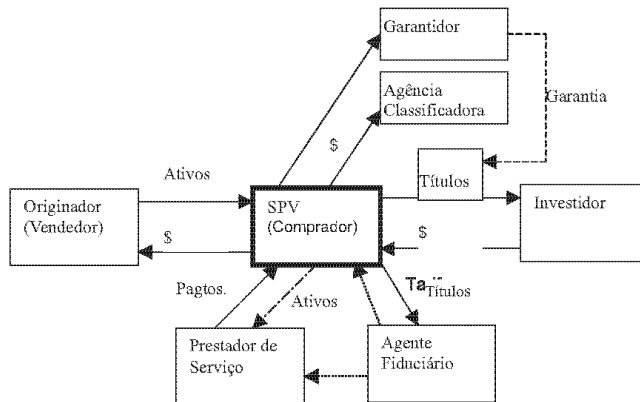 Garantidor
Agência
Classificadora
Garantia
$
Ativos
Títulos
Originador
(Vendedor)
SPV
(Comprador)
Investidor
$
$
Pagtos.
Ativos
Títulos
Prestador de
Serviço
Agente
Fiduciário